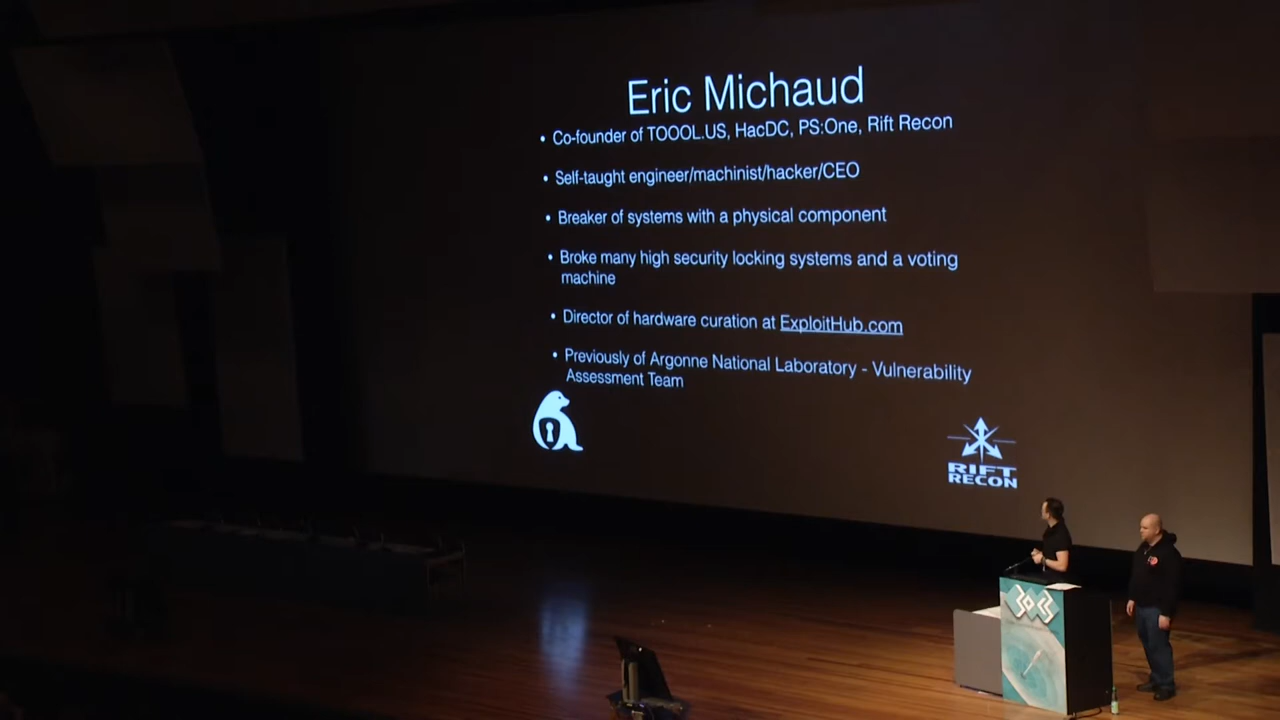 Eric Michaud
• Co-founder of TOOOL.US, HacDC, PS:One, Rift Recon
• Self-taught engineer/machinist/hacker/CEO
• Breaker of systems with a physical component
• Broke many high security locking systems and a voting
machine
• Director of hardware curation at ExploitHub.com
• Previously of Argonne National Laboratory - Vulnerability
Assessment Team
RIFT
RECON
30C3